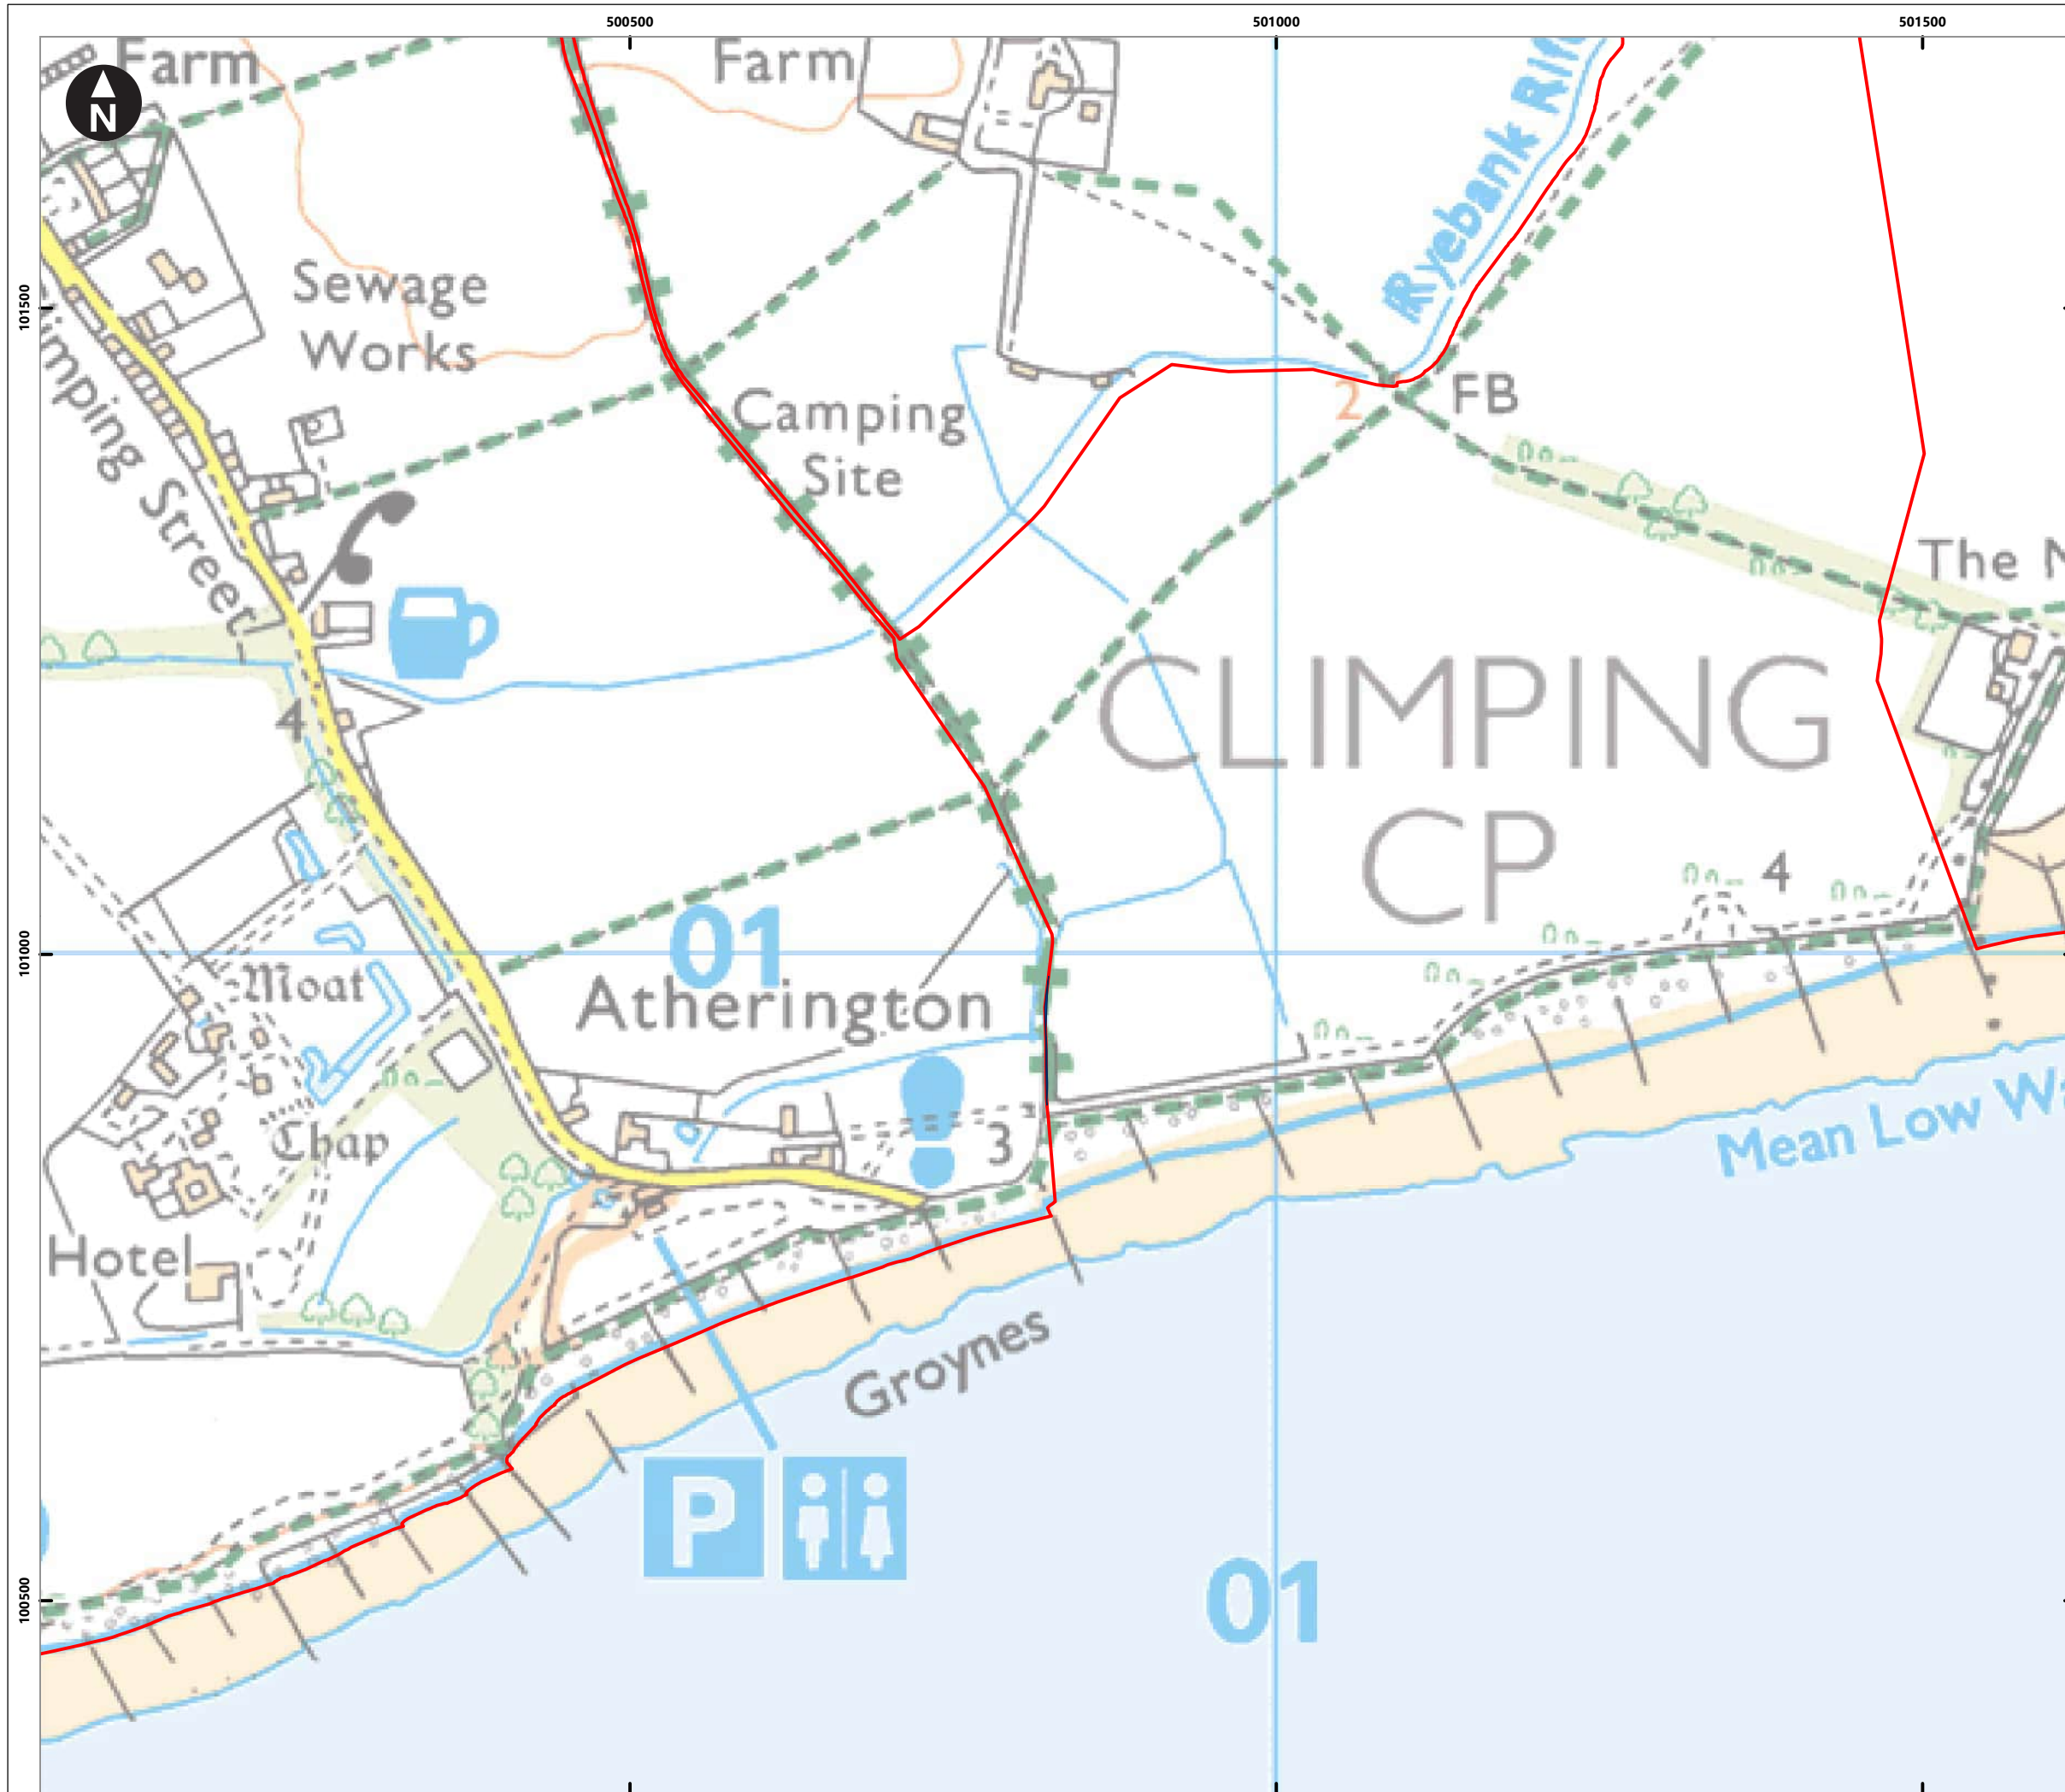 500500
501000
501500
Farm
Farm
N
Ryebank Rife
101500
Sewage
Works
Camping
Site
2
FB
Climping Street
The M
4
CLIMPING
CP
4
01
101000
Moat
Atherington
Chap
3
Mean Low Wa
Hotel
Groynes
P
01
100500